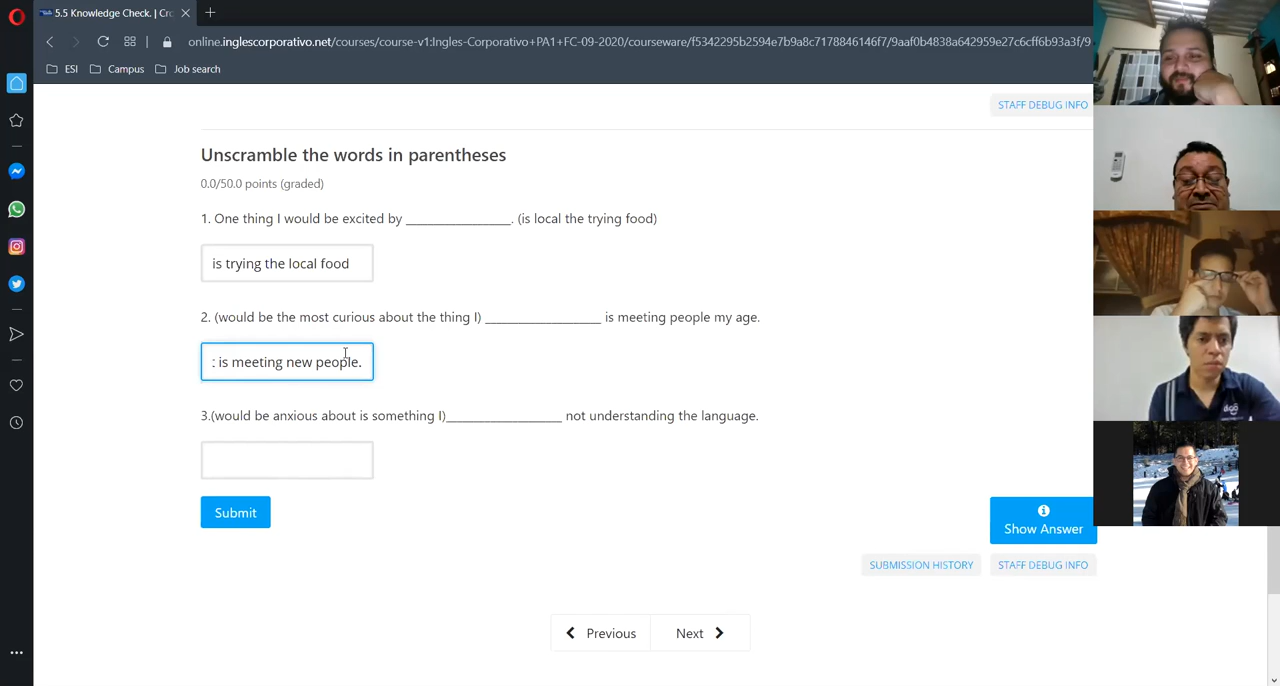 5.5 Knowledge Check. | Cro
online.inglescorporativo.net/courses/course-v1:Ingles-Corporativo+PA1+FC-09-2020/courseware/f5342295b2594e7b9a8c7178846146f7/9aaf0b4838a642959e27c6cff6b93a3f/9
ESI Campus Job search
STAFF DEBUG INFO
Unscramble the words in parentheses
0.0/50.0 points (graded)
1. One thing I would be excited by _______________. (is local the trying food)
is trying the local food
2. (would be the most curious about the thing I) _________________ is meeting people my age.
: is meeting new people.
3.(would be anxious about is something I)_________________ not understanding the language.
Submit
Show Answer
SUBMISSION HISTORY STAFF DEBUG INFO
Previous Next